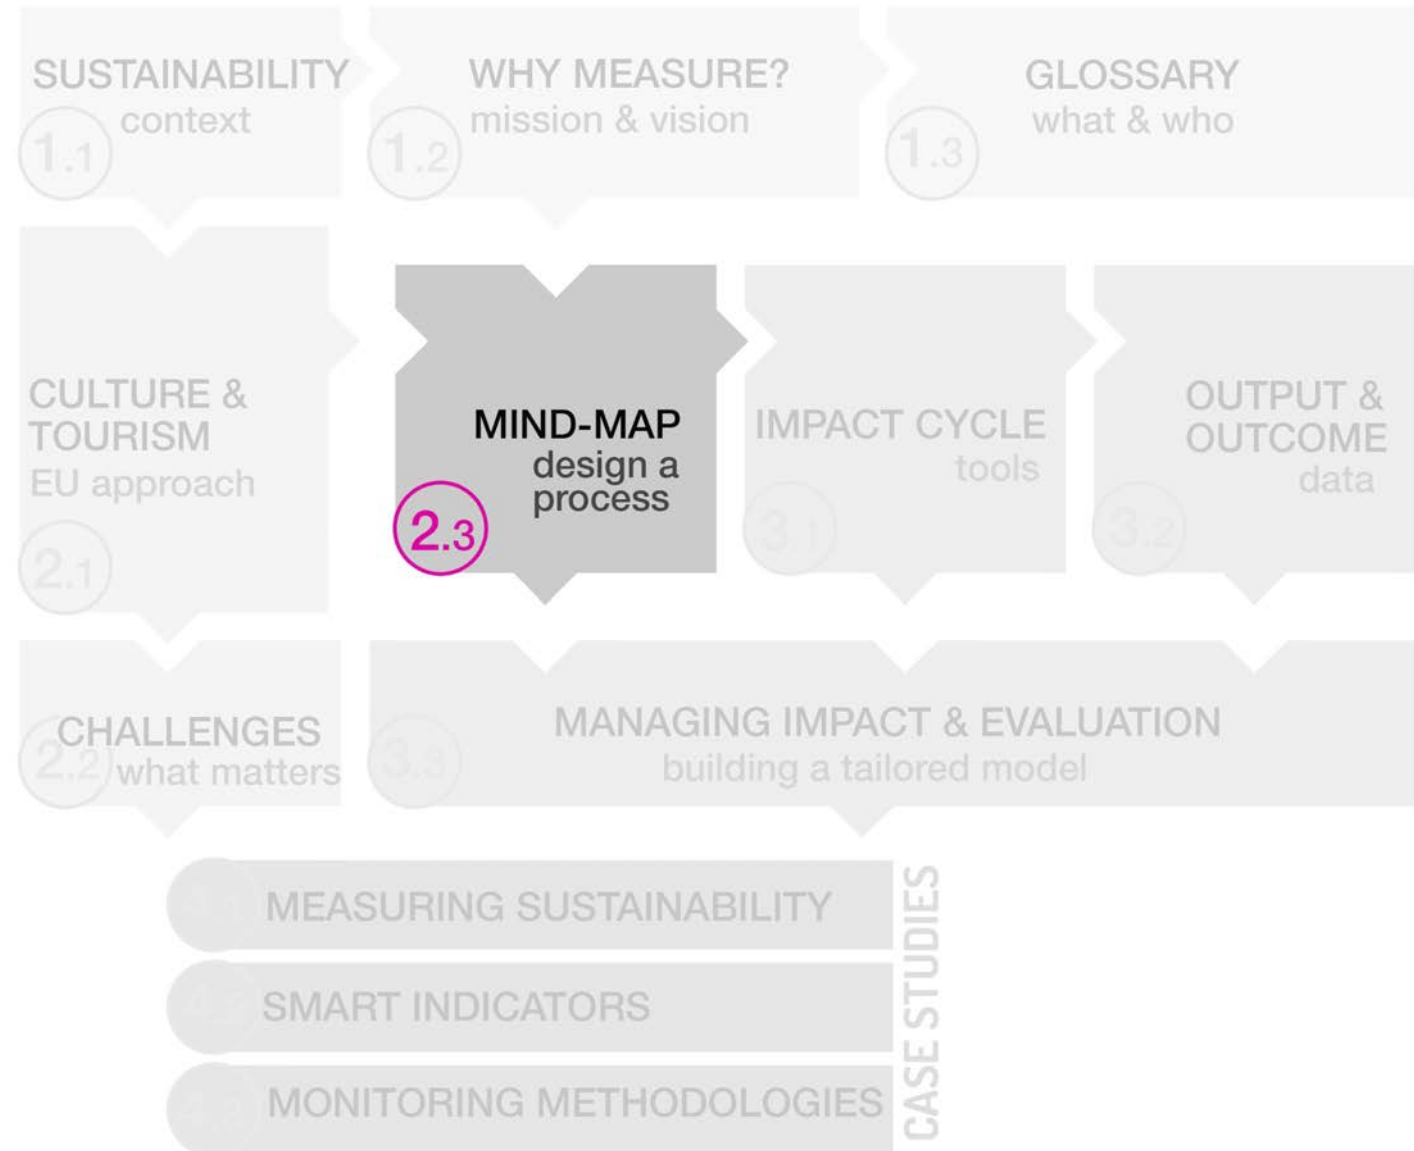 SUSTAINABILITY
context
1.1
WHY MEASURE?
mission & vision
1.2
GLOSSARY
what & who
1.3
CULTURE &
TOURISM
EU approach
2.1
MIND-MAP
design a
process
2.3
IMPACT CYCLE
tools
3.1
OUTPUT &
OUTCOME
data
3.2
CHALLENGES
what matters
2.2
MANAGING IMPACT & EVALUATION
building a tailored model
3.3
MEASURING SUSTAINABILITY
SMART INDICATORS
MONITORING METHODOLOGIES
CASE STUDIES